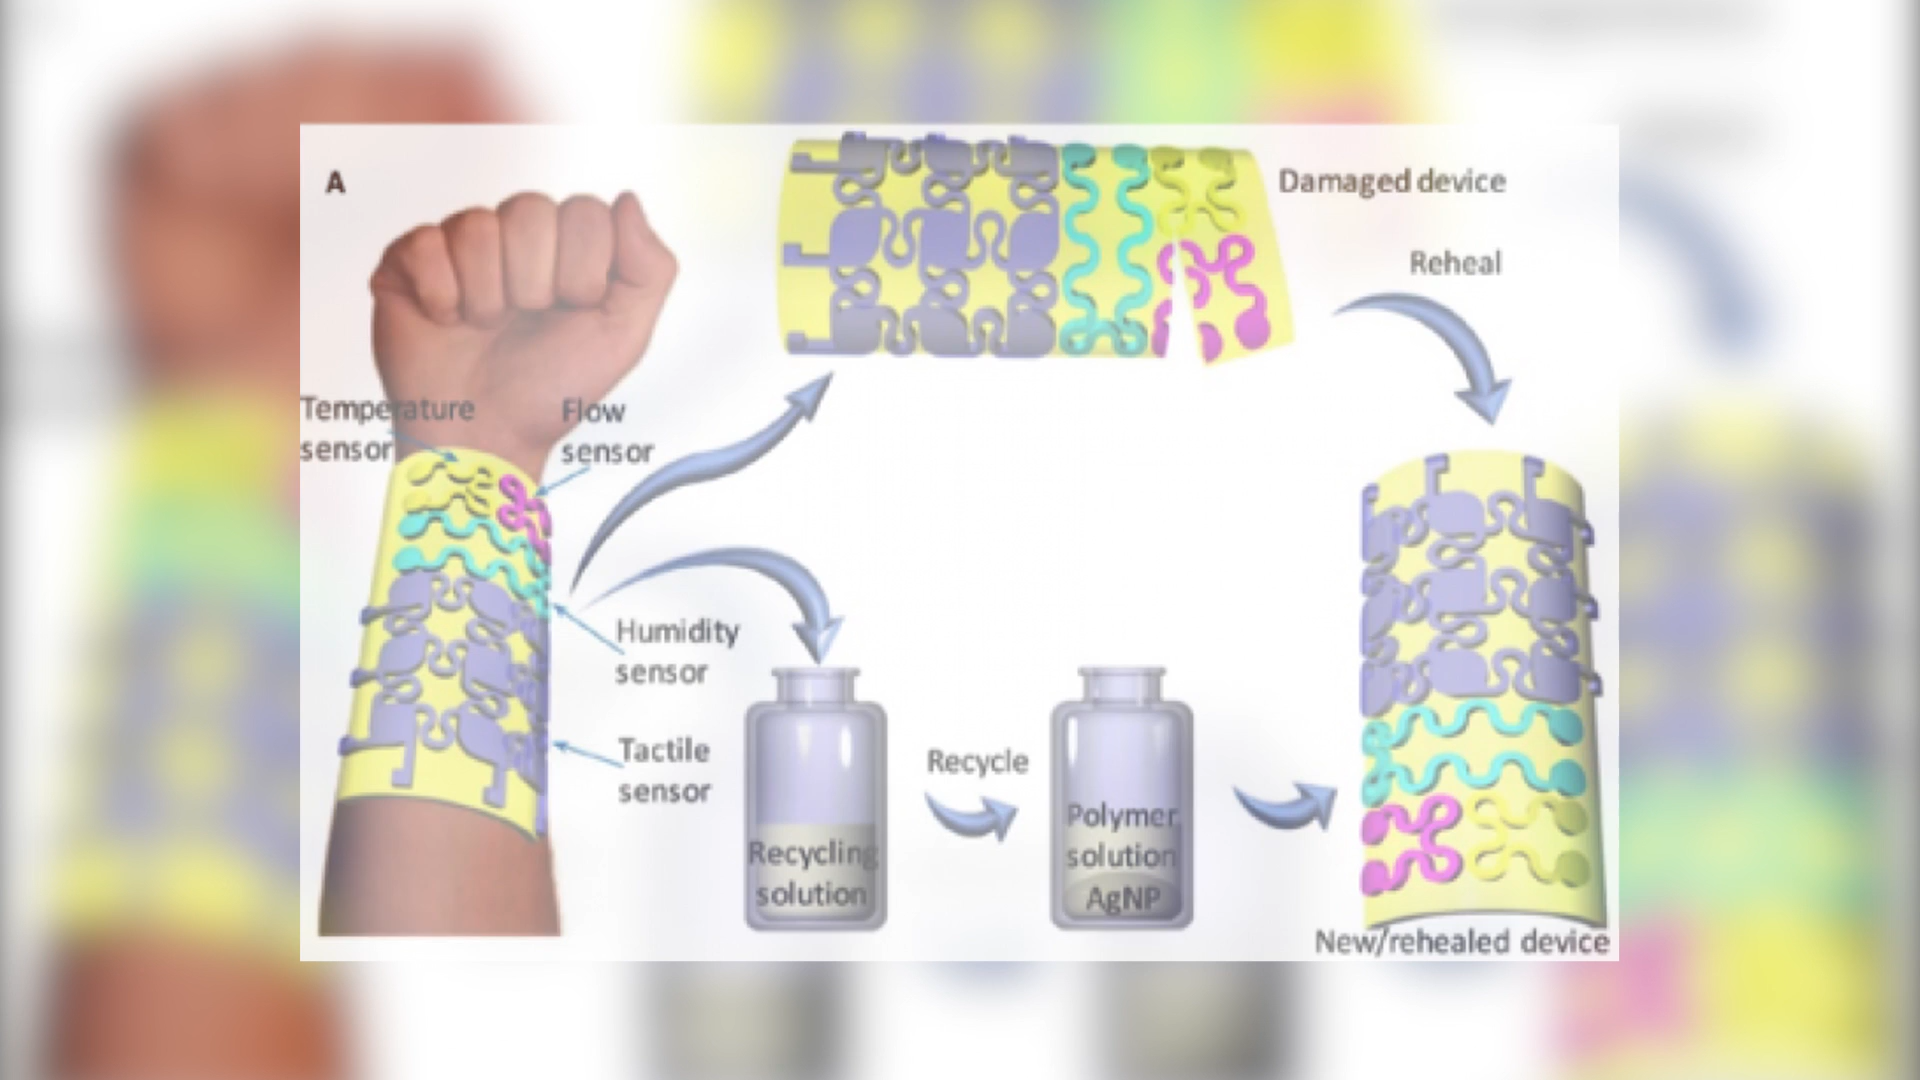 A
Damaged device
Reheal
Temperature
sensor
Flow
sensor
Humidity
sensor
Tactile
sensor
Recycling
solution
Recycle
Polymer
solution
AgNP
New/rehealed device